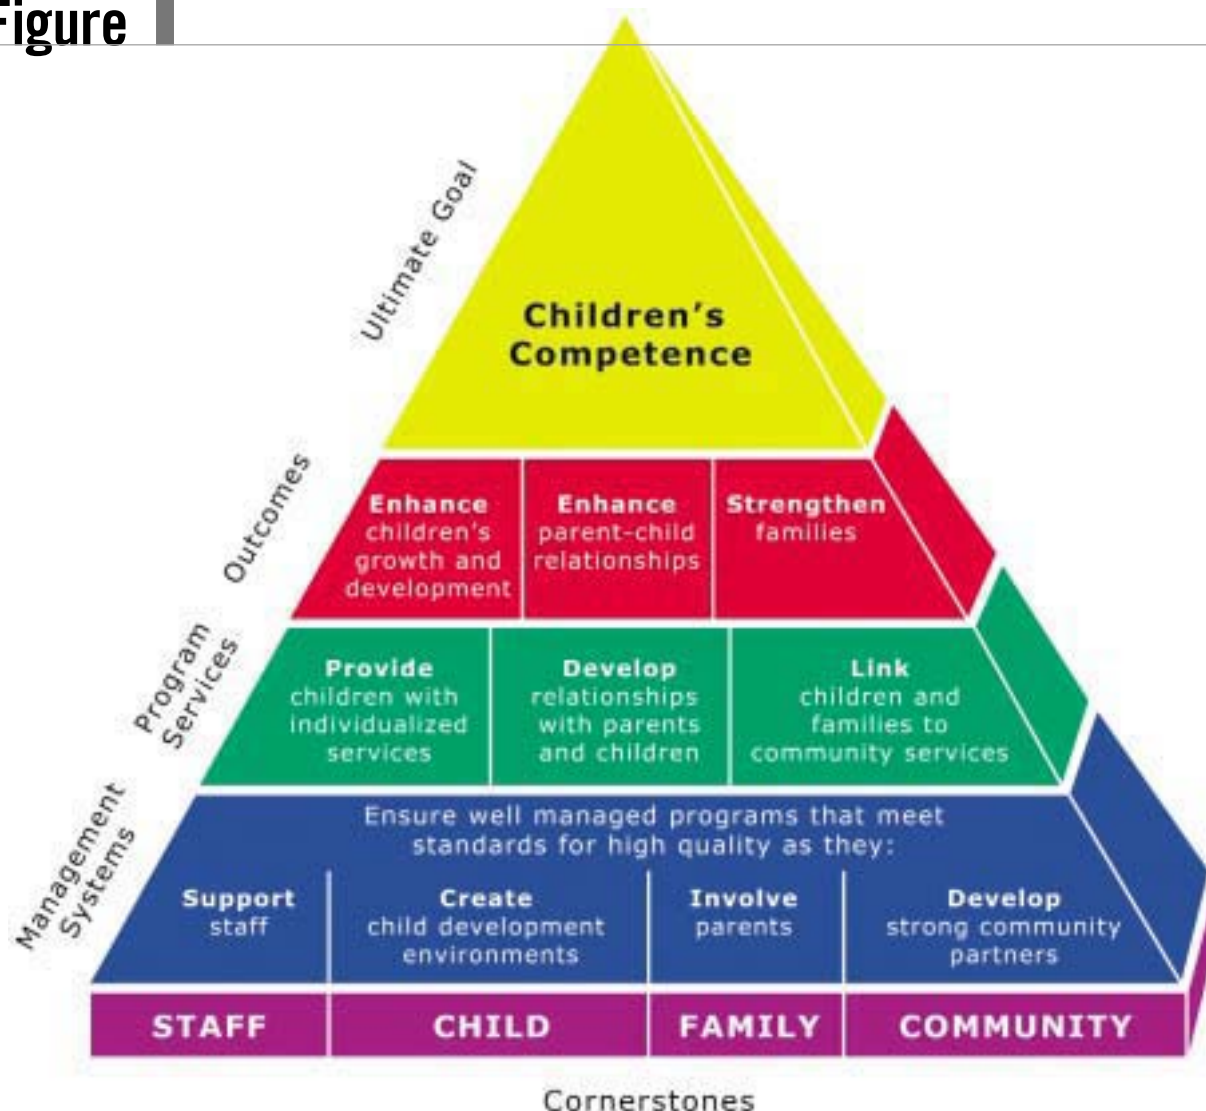 Figure
Ultimate Goal
Children's
Competence
Outcomes
Enhance
children's
growth and
development
Enhance
parent-child
relationships
Strengthen
families
Program
Services
Provide
children with
individualized
services
Develop
relationships
with parents
and children
Link
children and
families to
community services
Management
Systems
Ensure well managed programs that meet
standards for high quality as they:
Support
staff
Create
child development
environments
Involve
parents
Develop
strong community
partners
STAFF
CHILD
FAMILY
COMMUNITY
Cornerstones